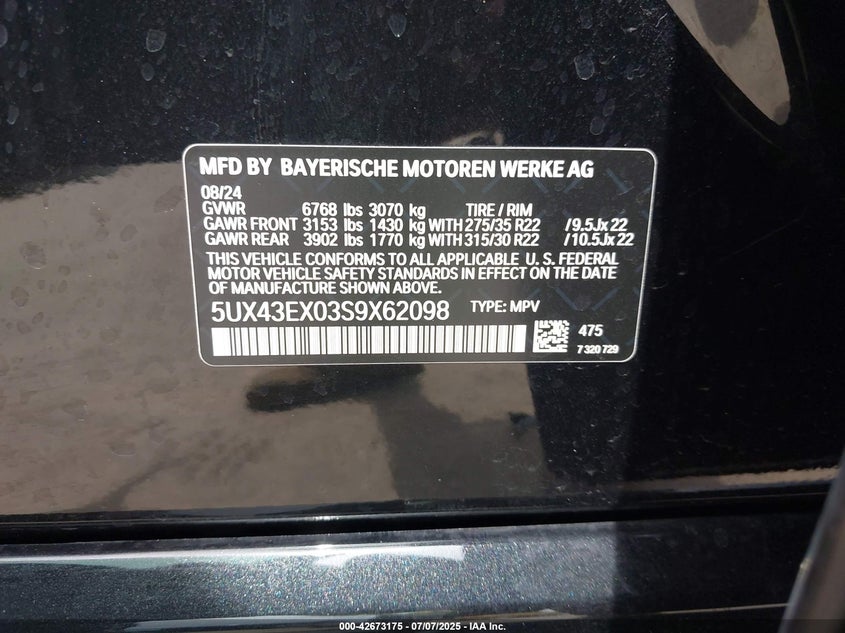 MFD BY BAYERISCHE MOTOREN WERKE AG
08/24
GVWR 6768 lbs 3070 kg TIRE / RIM
GAWR FRONT 3153 lbs 1430 kg WITH 275/35 R22 / 9.5Jx22
GAWR REAR 3902 lbs 1770 kg WITH 315/30 R22 / 10.5Jx22
THIS VEHICLE CONFORMS TO ALL APPLICABLE U. S. FEDERAL
MOTOR VEHICLE SAFETY STANDARDS IN EFFECT ON THE DATE
OF MANUFACTURE SHOWN ABOVE.
5UX43EX03S9X62098 TYPE: MPV
475
7 320 729
000-42673175 - 07/07/2025 - IAA Inc.